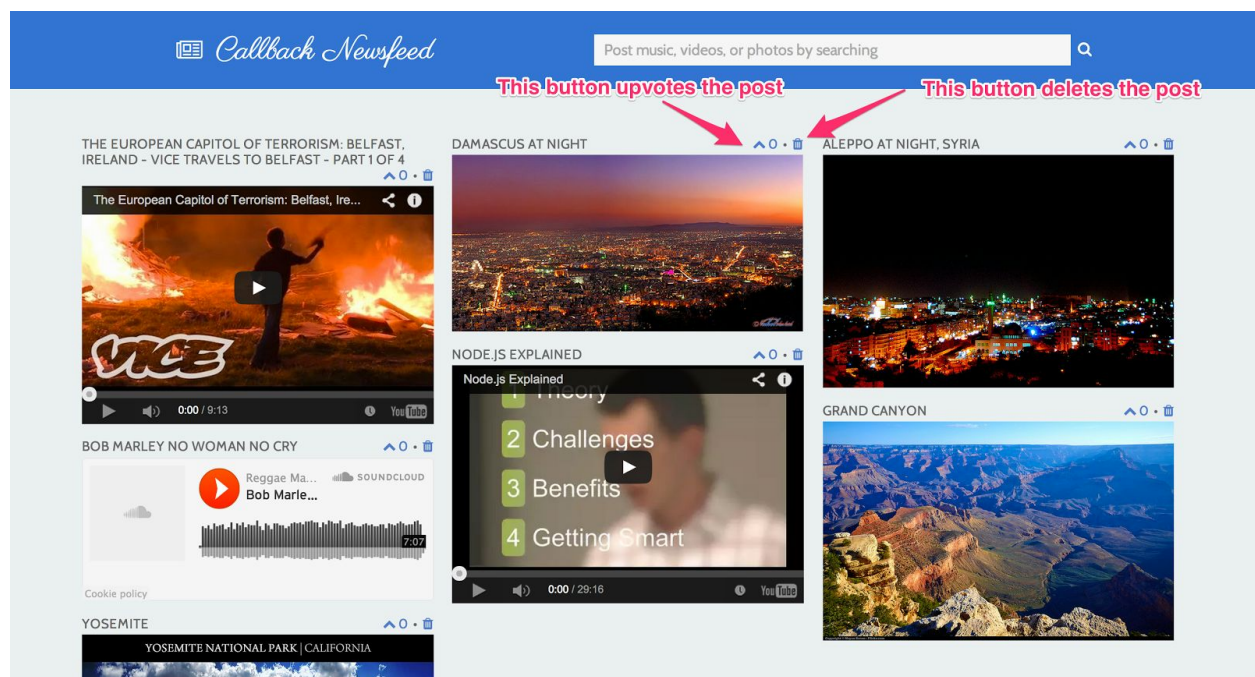 Callback Newsfeed
Post music, videos, or photos by searching
This button upvotes the post
This button deletes the post
THE EUROPEAN CAPITOL OF TERRORISM: BELFAST,
IRELAND - VICE TRAVELS TO BELFAST - PART 1 OF 4
0 •
The European Capitol of Terrorism: Belfast, Ire...
VICE
0:00 / 9:13
YouTube
BOB MARLEY NO WOMAN NO CRY
0 •
Reggae Ma...
SOUNDCLOUD
Bob Marle...
7:07
Cookie policy
YOSEMITE
0 •
YOSEMITE NATIONAL PARK | CALIFORNIA
DAMASCUS AT NIGHT
0 •
NODE.JS EXPLAINED
0 •
Node.js Explained
1 Theory
2 Challenges
3 Benefits
4 Getting Smart
0:00 / 29:16
YouTube
ALEPPO AT NIGHT, SYRIA
0 •
GRAND CANYON
0 •